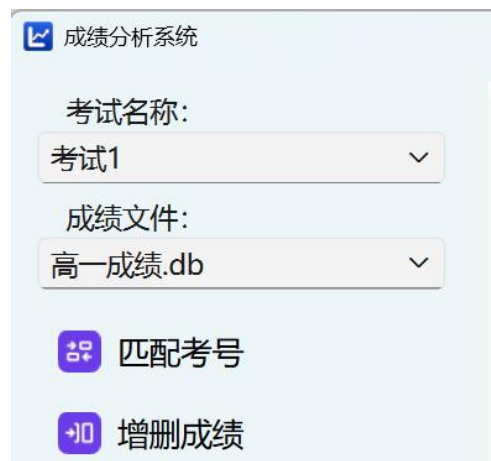 成绩分析系统
考试名称:
考试1
成绩文件:
高一成绩.db
匹配考号
增删成绩